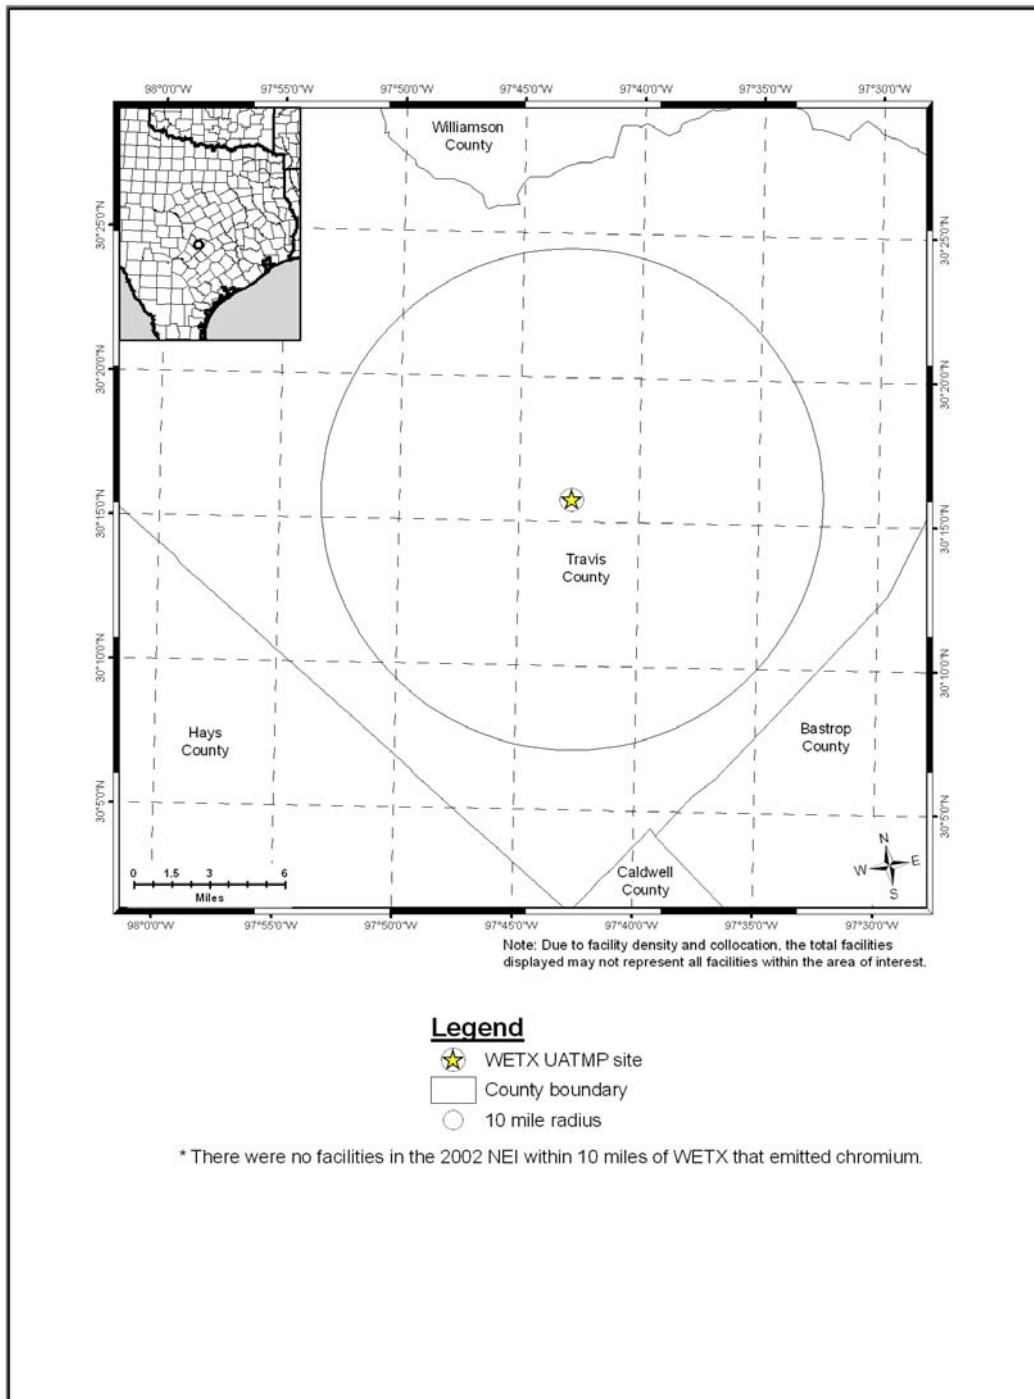 98°0'0"W 97°55'0"W 97°50'0"W 97°45'0"W 97°40'0"W 97°35'0"W 97°30'0"W
Williamson
County
30°25'0"N 30°25'0"N
30°20'0"N 30°20'0"N
30°15'0"N 30°15'0"N
Travis
County
30°10'0"N 30°10'0"N
Hays
County
Bastrop
County
30°5'0"N 30°5'0"N
N
W E
S
Caldwell
County
0 1.5 3 6
Miles
98°0'0"W 97°55'0"W 97°50'0"W 97°45'0"W 97°40'0"W 97°35'0"W 97°30'0"W
Note: Due to facility density and collocation, the total facilities
displayed may not represent all facilities within the area of interest.
Legend
WETX UATMP site
County boundary
10 mile radius
* There were no facilities in the 2002 NEI within 10 miles of WETX that emitted chromium.